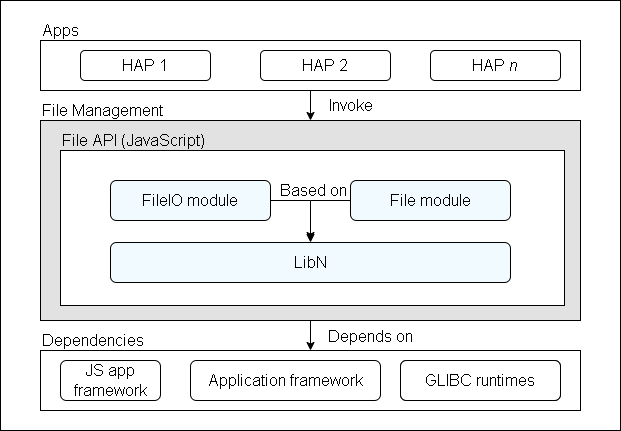 Apps
HAP 1
HAP 2
HAP n
Invoke
File Management
File API (JavaScript)
FileIO module
Based on
File module
LibN
Depends on
Dependencies
JS app
framework
Application framework
GLIBC runtimes